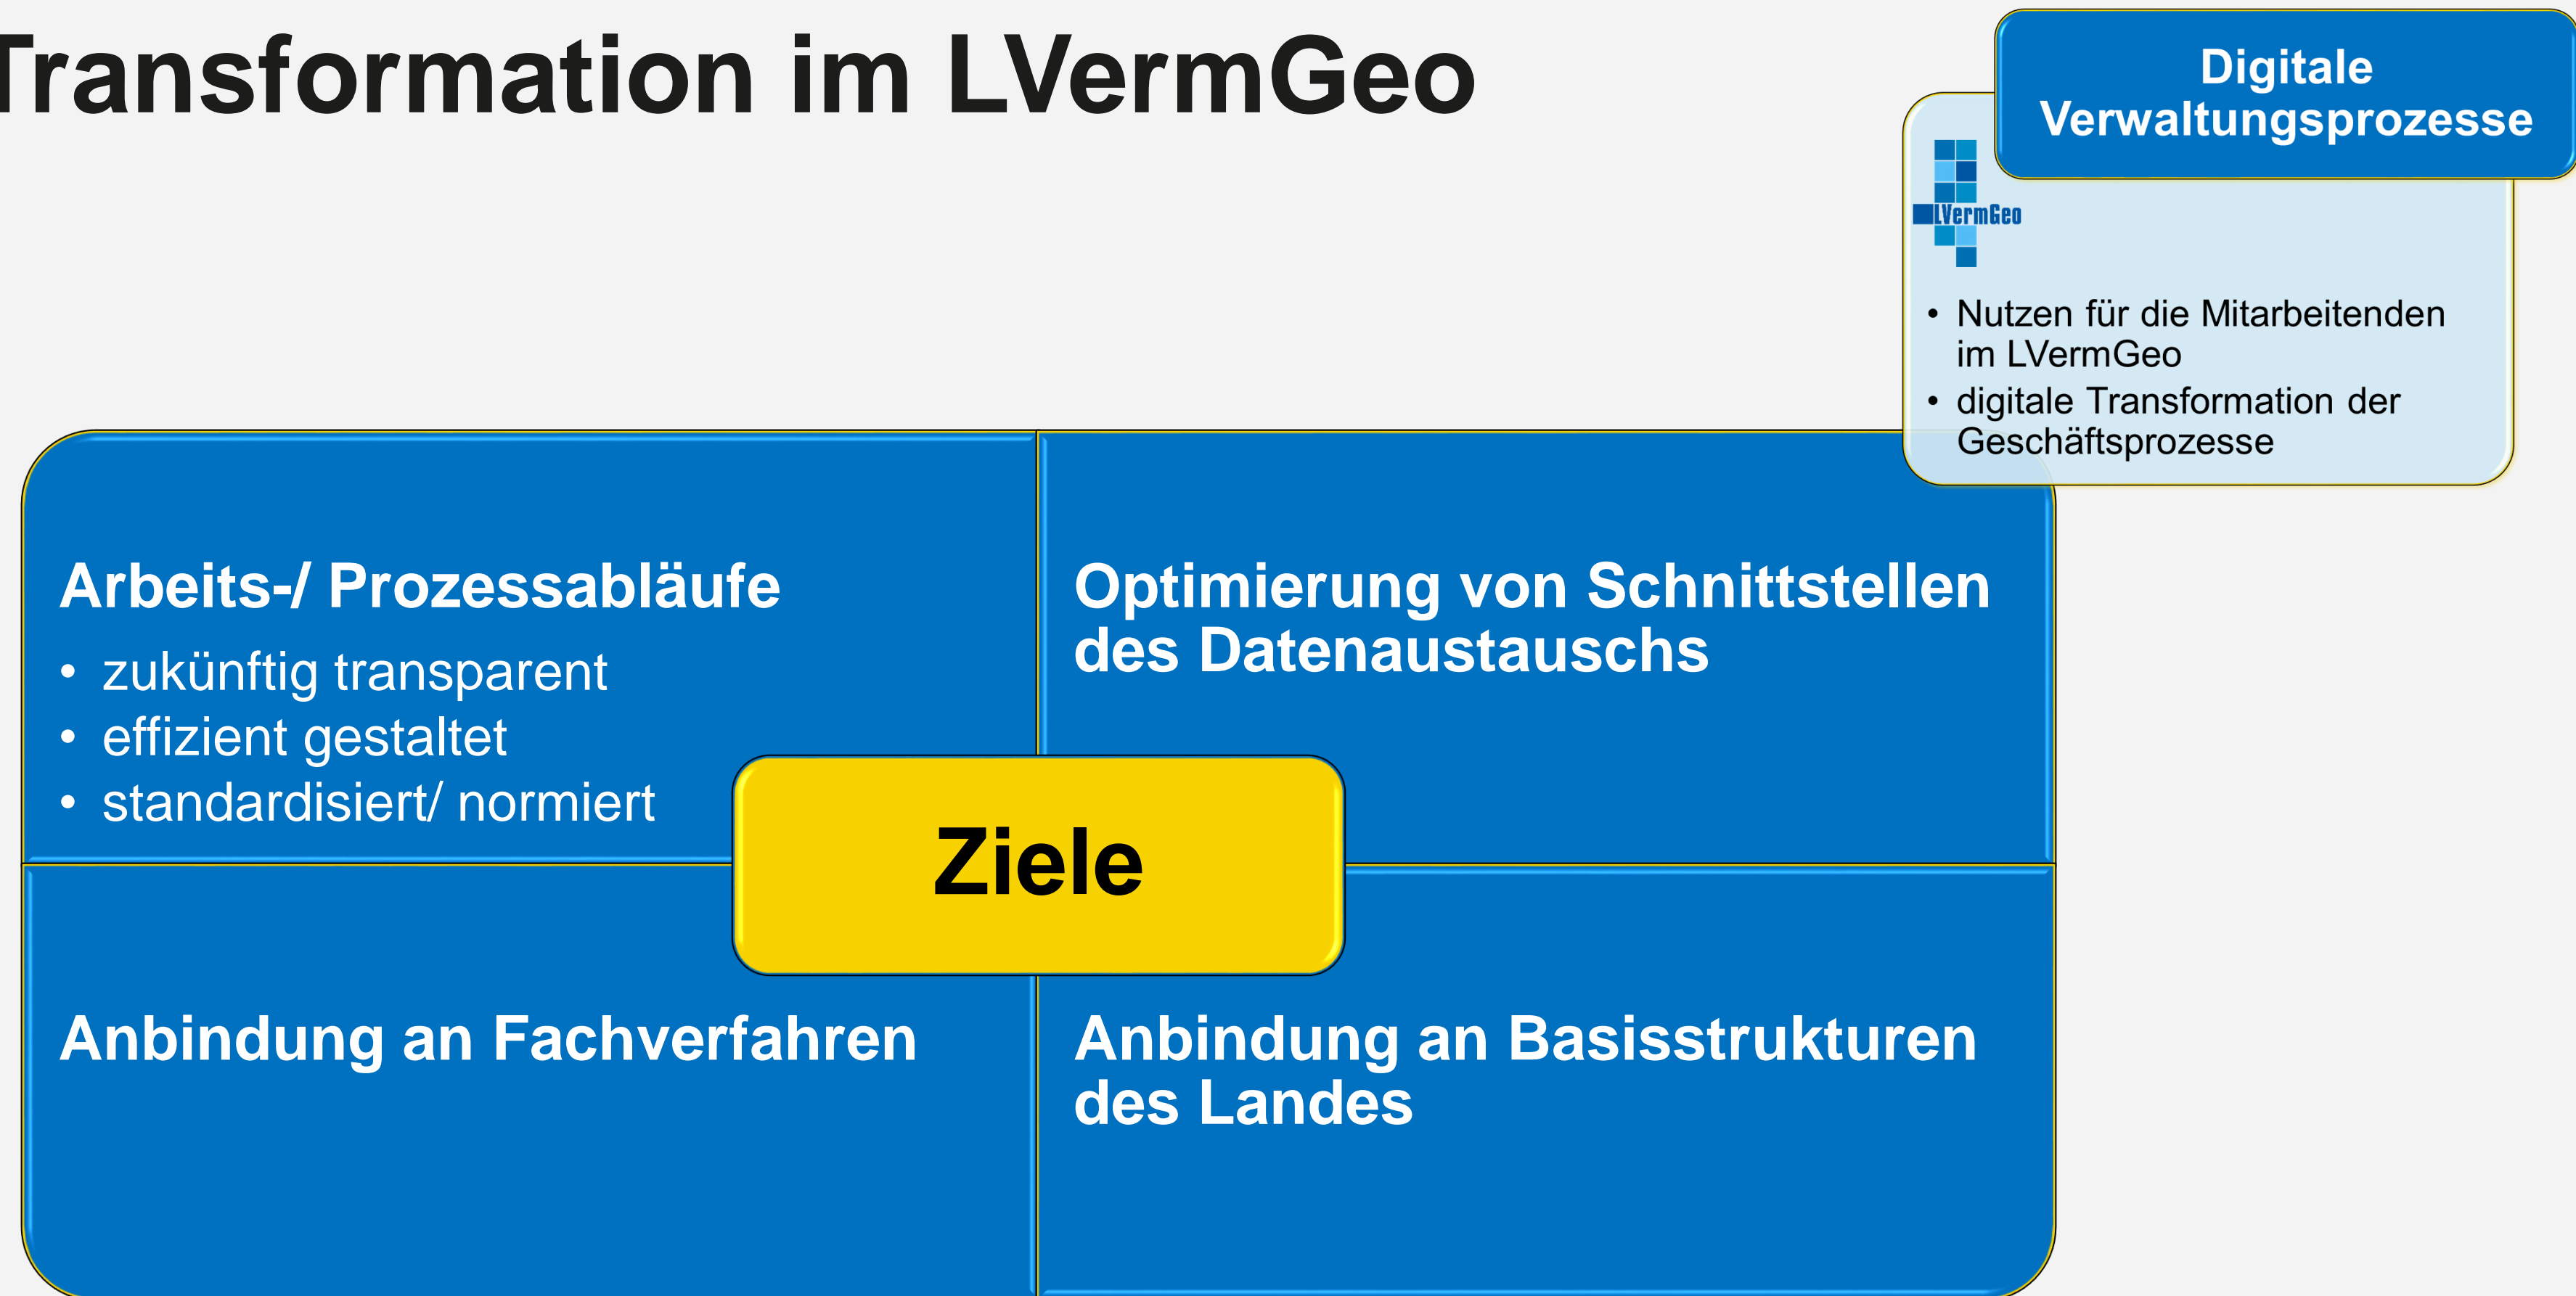 Transformation im LVermGeo
Digitale
Verwaltungsprozesse
LVermGeo
• Nutzen für die Mitarbeitenden
im LVermGeo
• digitale Transformation der
Geschäftsprozesse
Arbeits-/ Prozessabläufe
• zukünftig transparent
• effizient gestaltet
• standardisiert/ normiert
Optimierung von Schnittstellen
des Datenaustauschs
Ziele
Anbindung an Fachverfahren
Anbindung an Basisstrukturen
des Landes